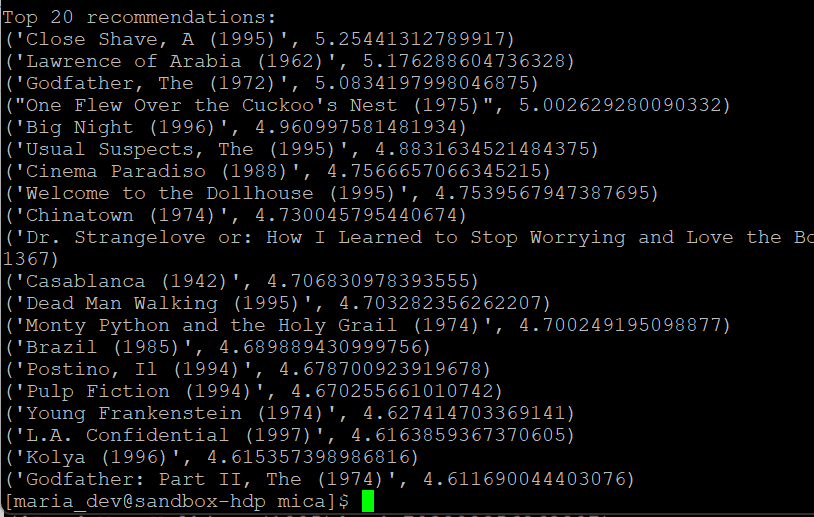 Top 20 recommendations:
('Close Shave, A (1995)', 5.25441312789917)
('Lawrence of Arabia (1962)', 5.176288604736328)
('Godfather, The (1972)', 5.0834197998046875)
("One Flew Over the Cuckoo's Nest (1975)", 5.002629280090332)
('Big Night (1996)', 4.960997581481934)
('Usual Suspects, The (1995)', 4.8831634521484375)
('Cinema Paradiso (1988)', 4.7566657066345215)
('Welcome to the Dollhouse (1995)', 4.7539567947387695)
('Chinatown (1974)', 4.730045795440674)
('Dr. Strangelove or: How I Learned to Stop Worrying and Love the Bo
1367)
('Casablanca (1942)', 4.706830978393555)
('Dead Man Walking (1995)', 4.703282356262207)
('Monty Python and the Holy Grail (1974)', 4.700249195098877)
('Brazil (1985)', 4.689889430999756)
('Postino, Il (1994)', 4.678700923919678)
('Pulp Fiction (1994)', 4.670255661010742)
('Young Frankenstein (1974)', 4.627414703369141)
('L.A. Confidential (1997)', 4.6163859367370605)
('Kolya (1996)', 4.615357398986816)
('Godfather: Part II, The (1974)', 4.611690044403076)
[maria_dev@sandbox-hdp mica]$